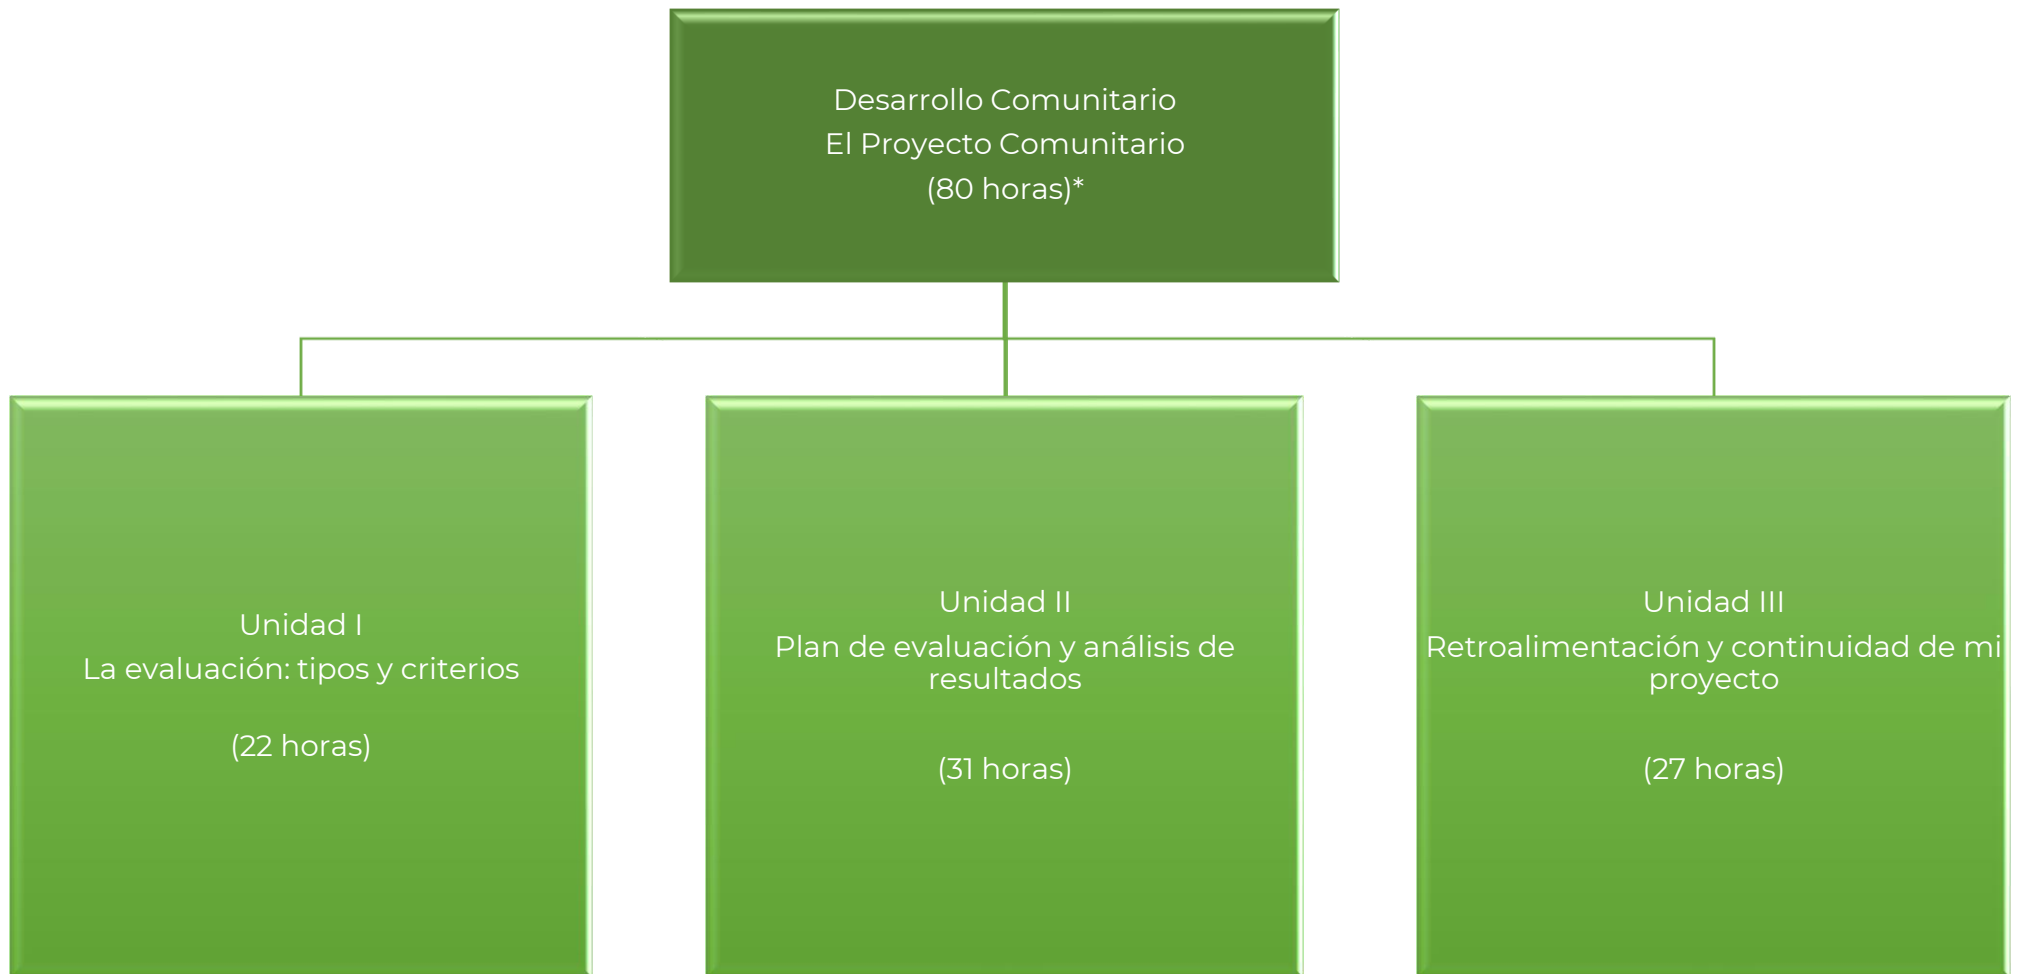 Desarrollo Comunitario
El Proyecto Comunitario
(80 horas)*
Unidad I
La evaluación: tipos y criterios
(22 horas)
Unidad II
Plan de evaluación y análisis de
resultados
(31 horas)
Unidad III
Retroalimentación y continuidad de mi
proyecto
(27 horas)